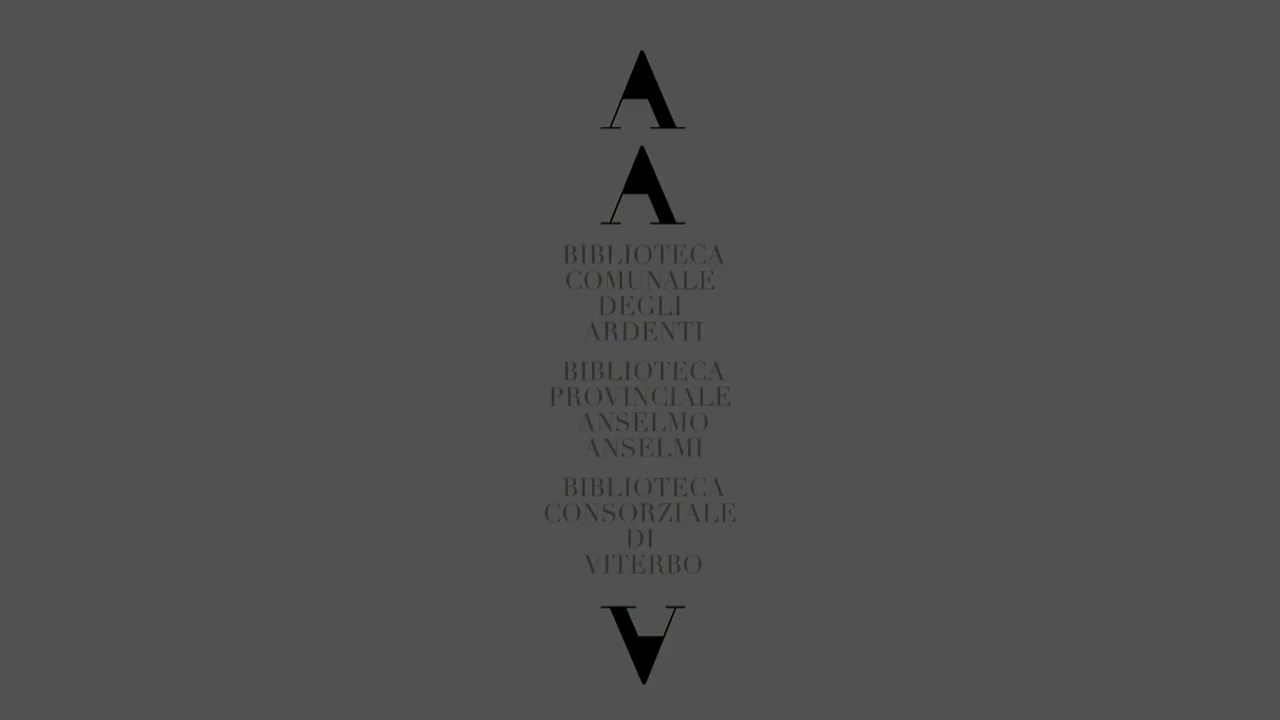 A
A
BIBLIOTECA
COMUNALE
DEGLI
ARDENTI
BIBLIOTECA
PROVINCIALE
ANSELMO
ANSELMI
BIBLIOTECA
CONSORZIALE
DI
VITERBO
V